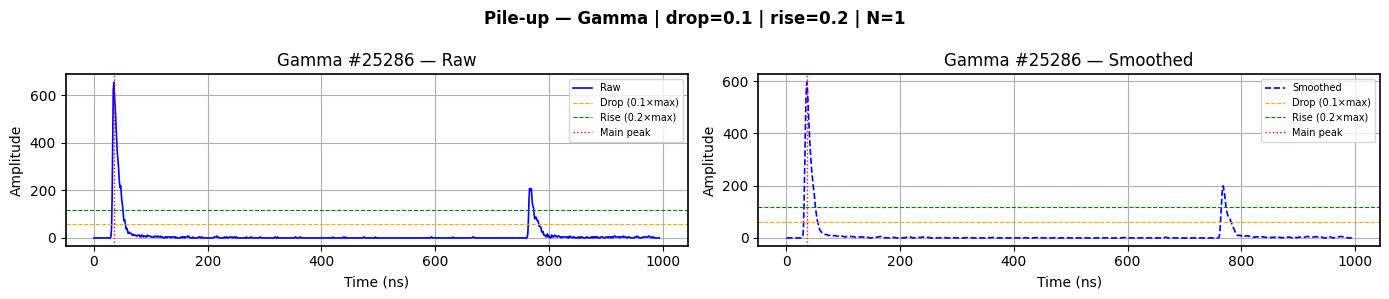 Pile-up — Gamma | drop=0.1 | rise=0.2 | N=1
Gamma #25286 — Raw
Amplitude
600
400
200
0
Raw
Drop (0.1×max)
Rise (0.2×max)
Main peak
0 200 400 600 800 1000
Time (ns)
Gamma #25286 — Smoothed
Amplitude
600
400
200
0
Smoothed
Drop (0.1×max)
Rise (0.2×max)
Main peak
0 200 400 600 800 1000
Time (ns)